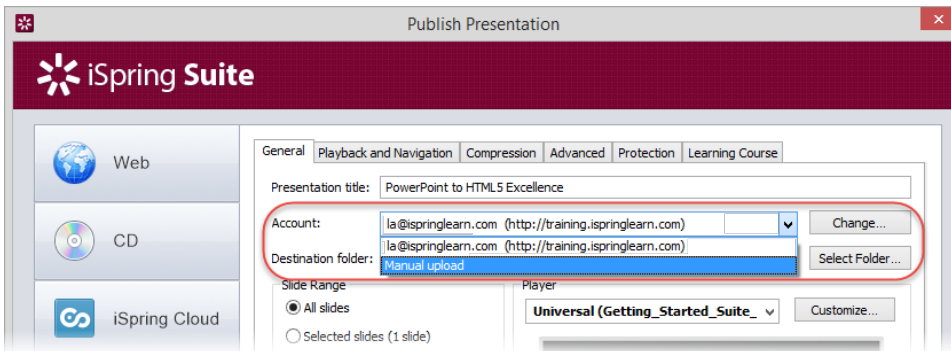 Publish Presentation
iSpring Suite
Web
CD
iSpring Cloud
General Playback and Navigation Compression Advanced Protection Learning Course
Presentation title: PowerPoint to HTML5 Excellence
Account: la@ispringlearn.com (http://training.ispringlearn.com) Change...
la@ispringlearn.com (http://training.ispringlearn.com)
Destination folder: Manual upload Select Folder...
Slide Range
All slides
Selected slides (1 slide)
Player
Universal (Getting_Started_Suite_ Customize...